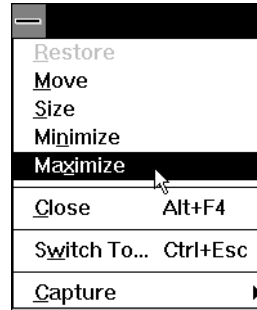 Restore
Move
Size
Minimize
Maximize
Close Alt+F4
Switch To... Ctrl+Esc
Capture